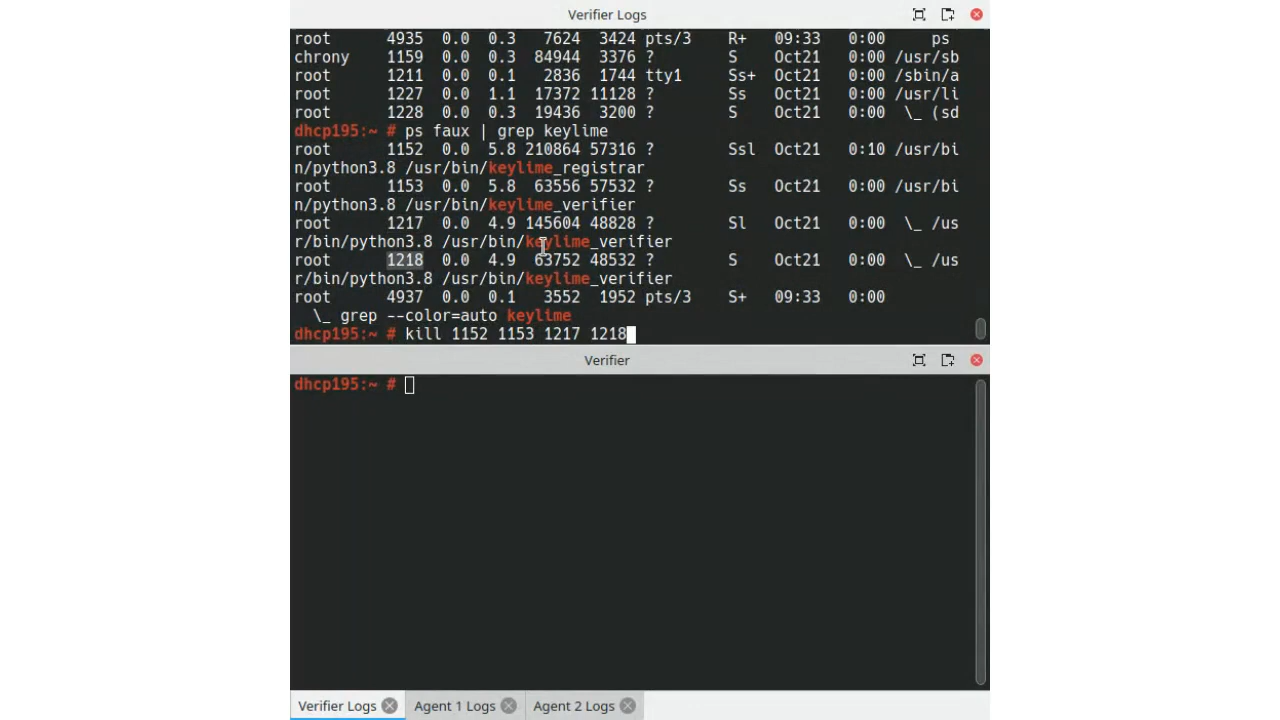 Verifier Logs
root 4935 0.0 0.3 7624 3424 pts/3 R+ 09:33 0:00 ps
chrony 1159 0.0 0.3 84944 3376 ? S Oct21 0:00 /usr/sb
root 1211 0.0 0.1 2836 1744 tty1 Ss+ Oct21 0:00 /sbin/a
root 1227 0.0 1.1 17372 11128 ? Ss Oct21 0:00 /usr/li
root 1228 0.0 0.3 19436 3200 ? S Oct21 0:00 \_ (sd
dhcp195:~ # ps faux | grep keylime
root 1152 0.0 5.8 210864 57316 ? Ssl Oct21 0:10 /usr/bi
n/python3.8 /usr/bin/keylime_registrar
root 1153 0.0 5.8 63556 57532 ? Ss Oct21 0:00 /usr/bi
n/python3.8 /usr/bin/keylime_verifier
root 1217 0.0 4.9 145604 48828 ? Sl Oct21 0:00 \_ /us
r/bin/python3.8 /usr/bin/keylime_verifier
root 1218 0.0 4.9 63752 48532 ? S Oct21 0:00 \_ /us
r/bin/python3.8 /usr/bin/keylime_verifier
root 4937 0.0 0.1 3552 1952 pts/3 S+ 09:33 0:00
\_ grep --color=auto keylime
dhcp195:~ # kill 1152 1153 1217 1218
Verifier
dhcp195:~ #
Verifier Logs Agent 1 Logs Agent 2 Logs